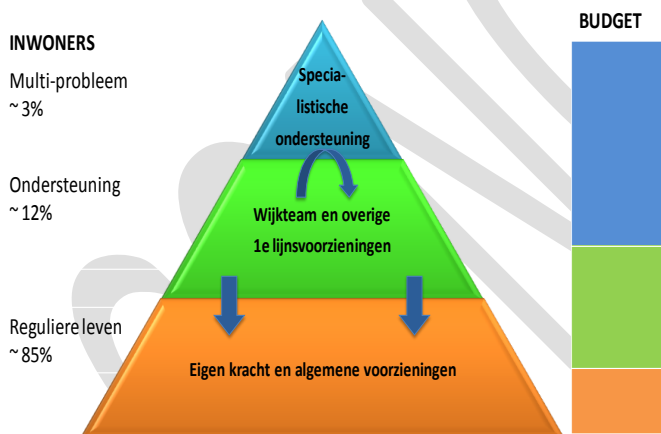 BUDGET
INWONERS
Multi-probleem
~ 3%
Specia-
listische
ondersteuning
Ondersteuning
~ 12%
Wijkteam en overige
1e lijnsvoorzieningen
Reguliere leven
~ 85%
Eigen kracht en algemene voorzieningen